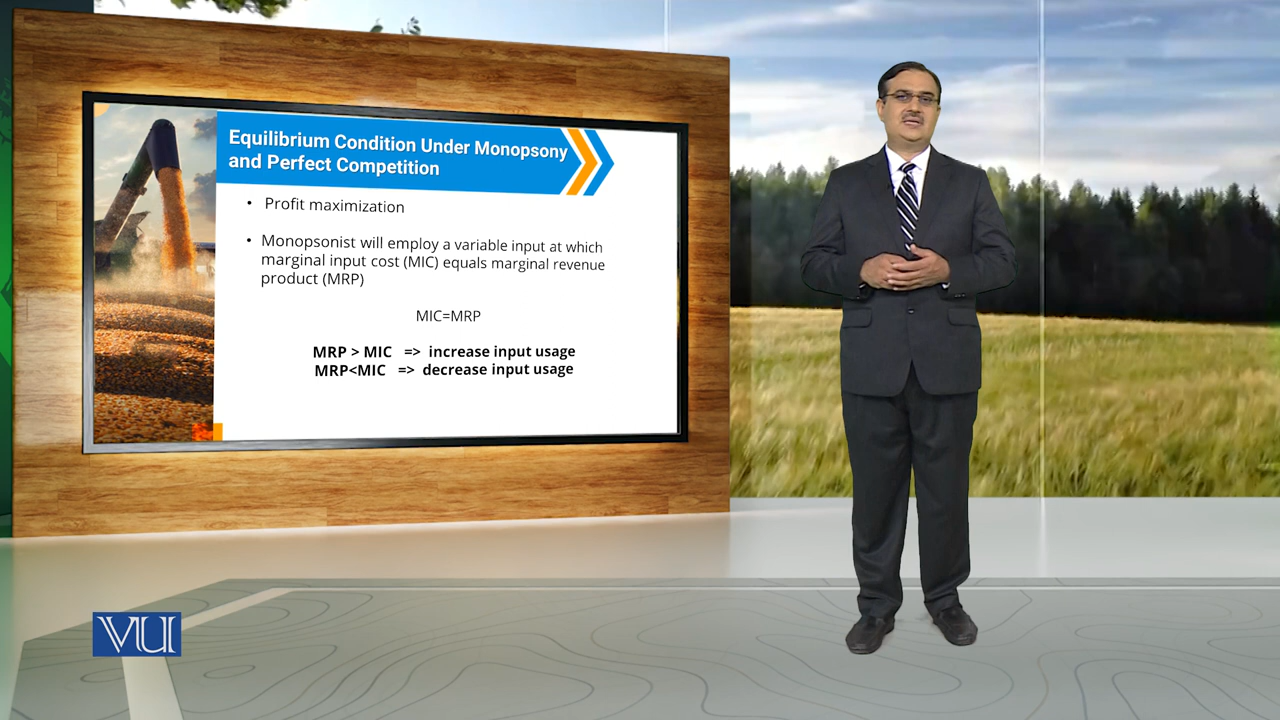 Equilibrium Condition Under Monopsony
and Perfect Competition
• Profit maximization
• Monopsonist will employ a variable input at which
marginal input cost (MIC) equals marginal revenue
product (MRP)
MIC=MRP
MRP > MIC => increase input usage
MRP<MIC => decrease input usage
VU